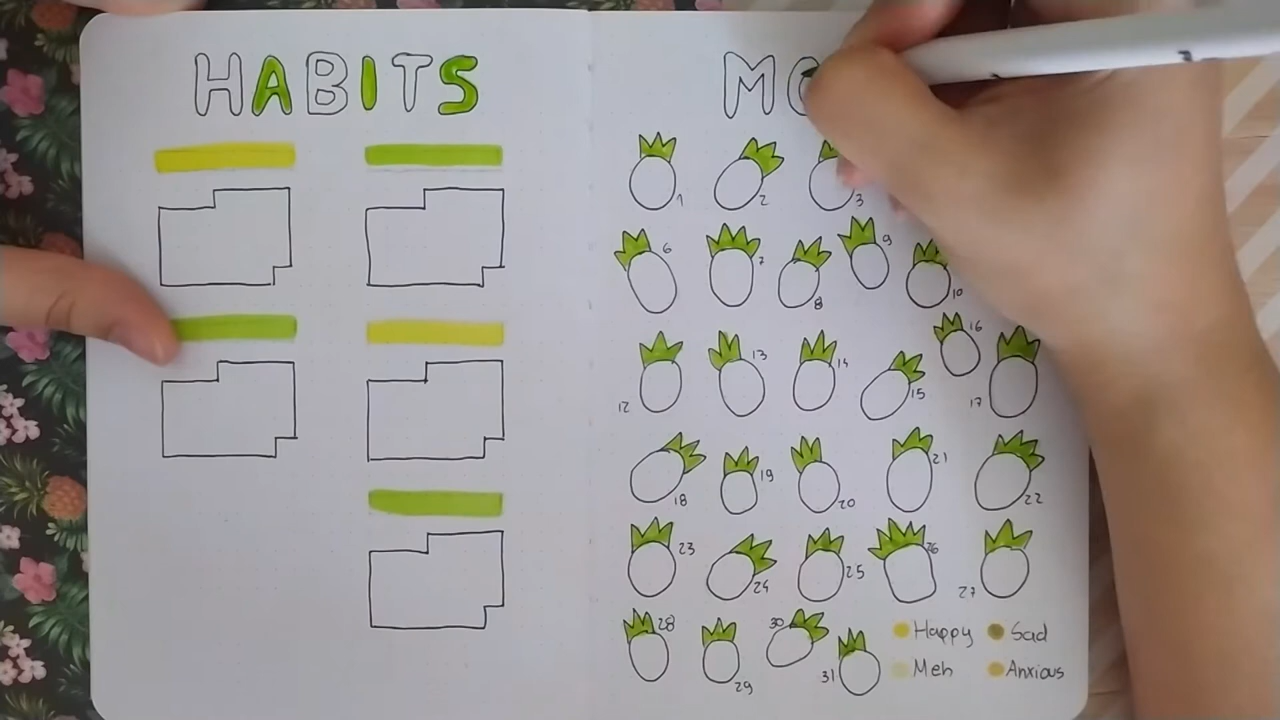 HABITS
MO
1 2 3
6 7 8 9 10
12 13 14 15 16 17
18 19 20 21 22
23 24 25 26 27
28 29 30 31
Happy Sad
Meh Anxious